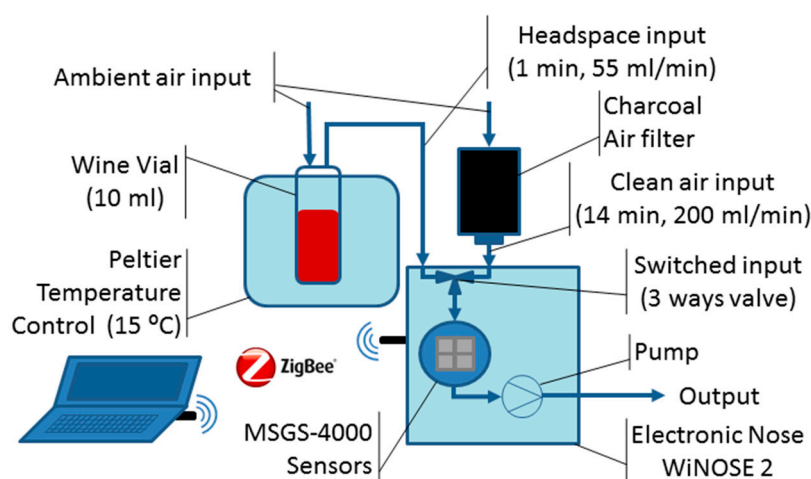 Ambient air input
Headspace input
(1 min, 55 ml/min)
Charcoal
Air filter
Wine Vial
(10 ml)
Clean air input
(14 min, 200 ml/min)
Peltier
Temperature
Control (15 ºC)
Switched input
(3 ways valve)
ZigBee®
Pump
Output
MSGS-4000
Sensors
Electronic Nose
WiNOSE 2